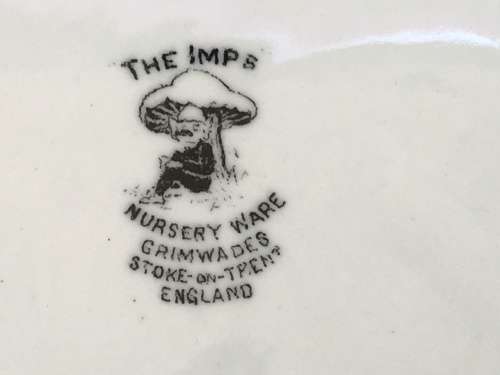 THE IMPS
NURSERY WARE
GRIMWADES
STOKE-ON-TRENT
ENGLAND